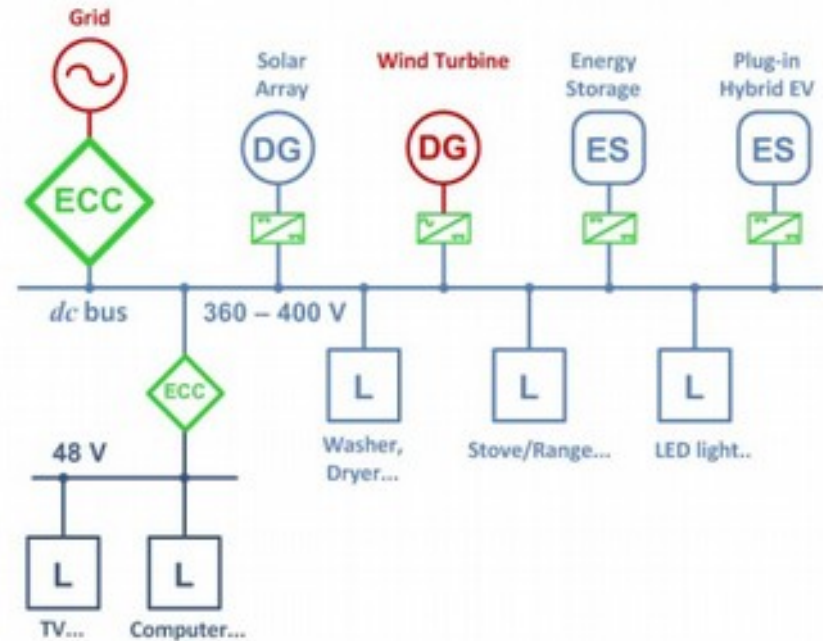 Grid
Solar
Array
Wind Turbine
Energy
Storage
Plug-in
Hybrid EV
ECC
DG
DG
ES
ES
dc bus
360 – 400 V
ECC
L
L
L
Washer,
Dryer...
Stove/Range...
LED light..
48 V
L
L
TV...
Computer...